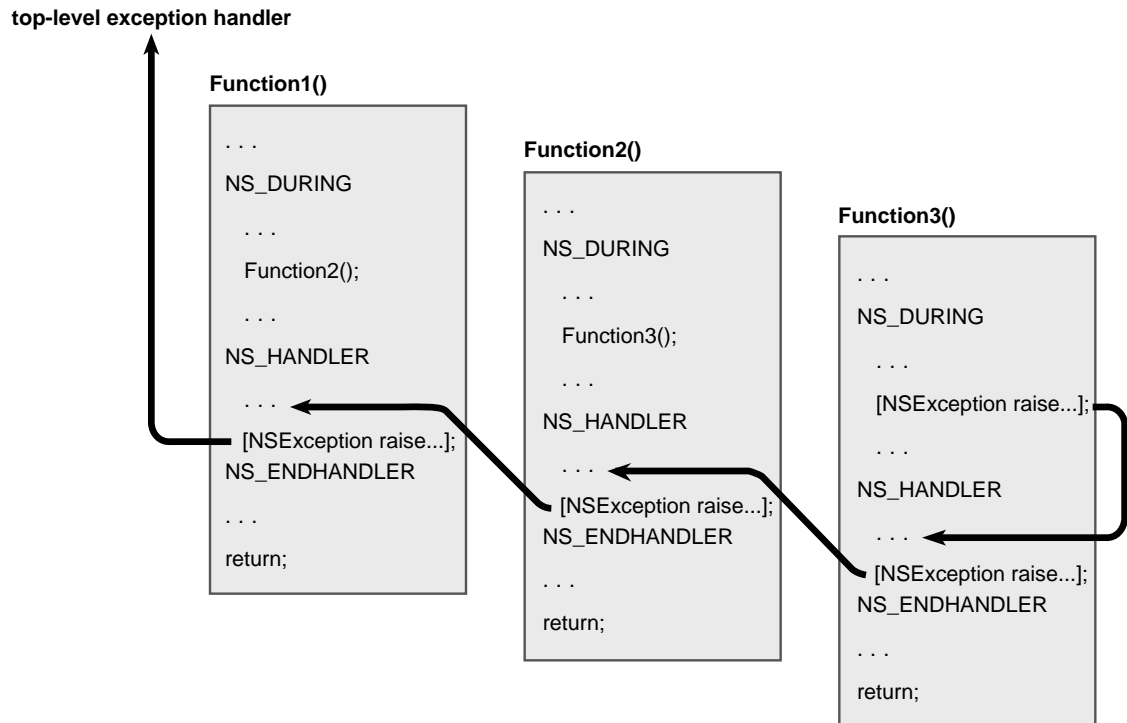 top-level exception handler
Function1()
. . .
NS_DURING
. . .
Function2();
. . .
NS_HANDLER
. . .
[NSException raise...];
NS_ENDHANDLER
. . .
return;
Function2()
. . .
NS_DURING
. . .
Function3();
. . .
NS_HANDLER
. . .
[NSException raise...];
NS_ENDHANDLER
. . .
return;
Function3()
. . .
NS_DURING
. . .
[NSException raise...];
. . .
NS_HANDLER
. . .
[NSException raise...];
NS_ENDHANDLER
. . .
return;